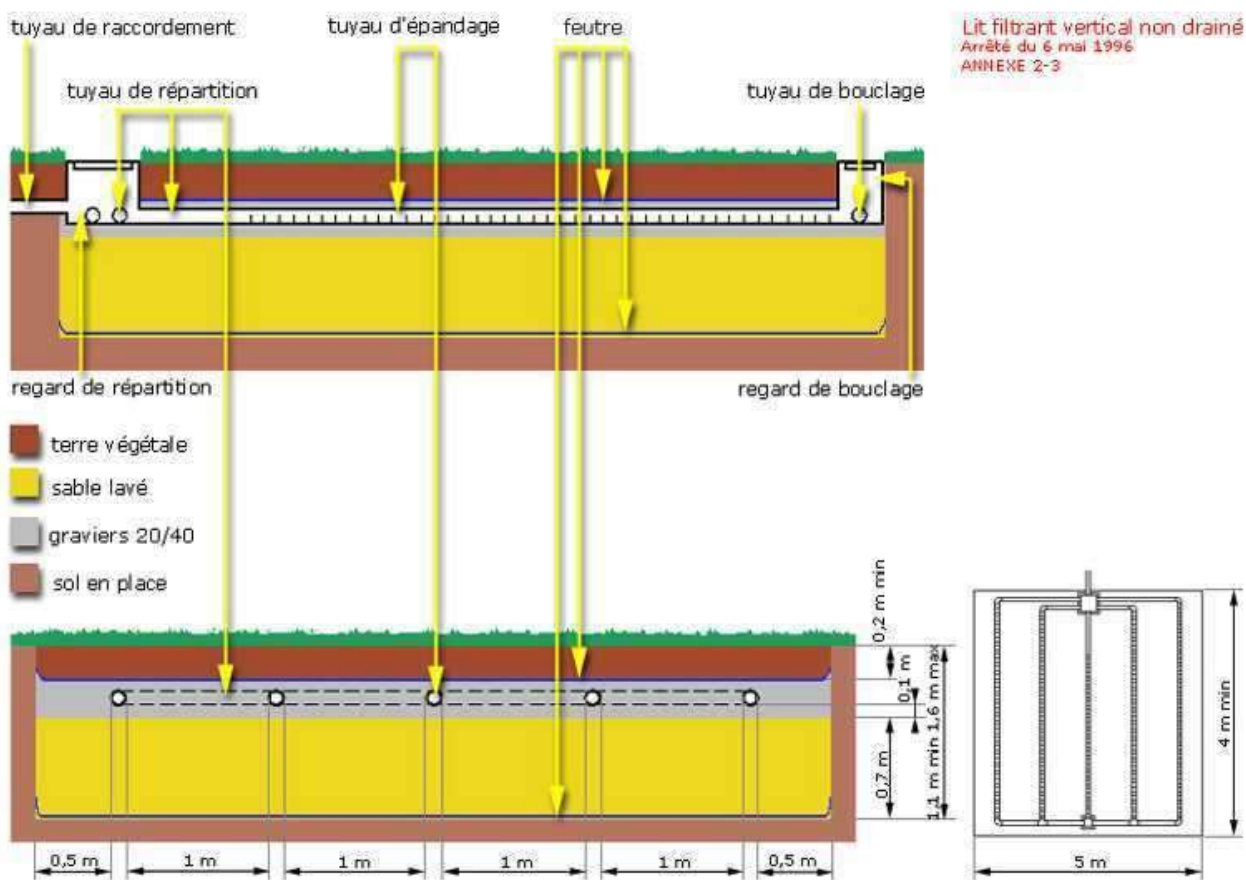 tuyau de raccordement
tuyau d'épandage
feutre
Lit filtrant vertical non drainé
Arrêté du 6 mai 1996
ANNEXE 2-3
tuyau de répartition
tuyau de bouclage
regard de répartition
regard de bouclage
terre végétale
sable lavé
graviers 20/40
sol en place
0,2 m min
0,1 m
0,7 m
1,1 m min 1,6 m max
4 m min
0,5 m
1 m
1 m
1 m
1 m
0,5 m
5 m